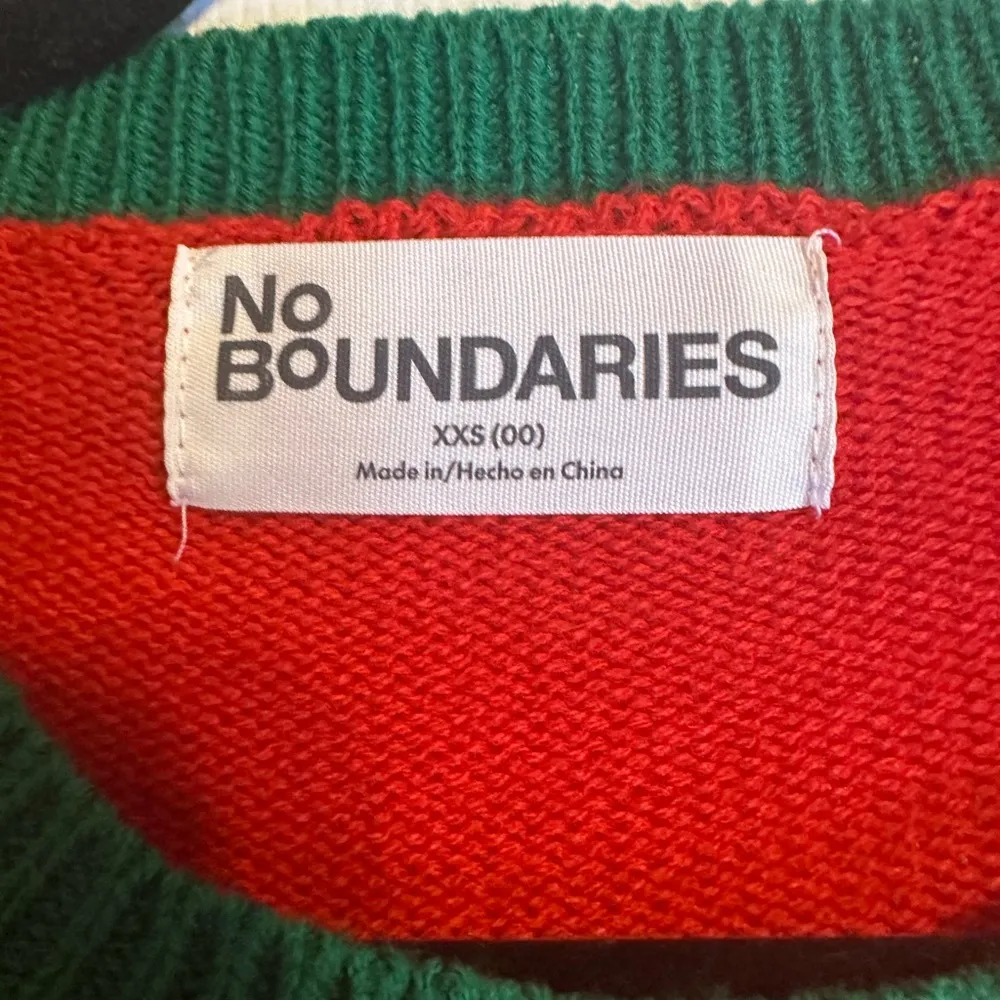 No
BoUNDARIES
XXS (00)
Made in/Hecho en China